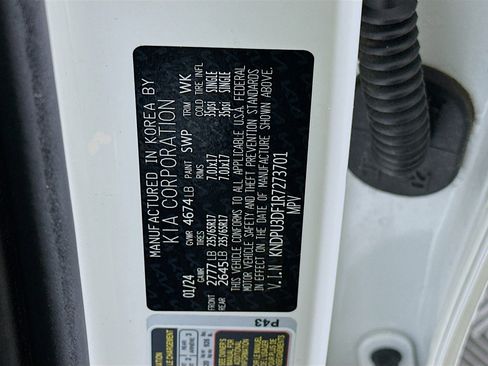 MANUFACTURED IN KOREA BY
KIA CORPORATION
01/24 GVWR 4674LB PAINT SWP TRIM WK
GAWR TIRES RIMS COLD TIRE INFL
FRONT 2777LB 235/65R17 7.0Jx17 35psi SINGLE
REAR 2645LB 235/65R17 7.0Jx17 35psi SINGLE
THIS VEHICLE CONFORMS TO ALL APPLICABLE U.S.A. FEDERAL
MOTOR VEHICLE SAFETY AND THEFT PREVENTION STANDARDS
IN EFFECT ON THE DATE OF MANUFACTURE SHOWN ABOVE.
V.I.N KNDPU3DF1R7273701
MPV
P43